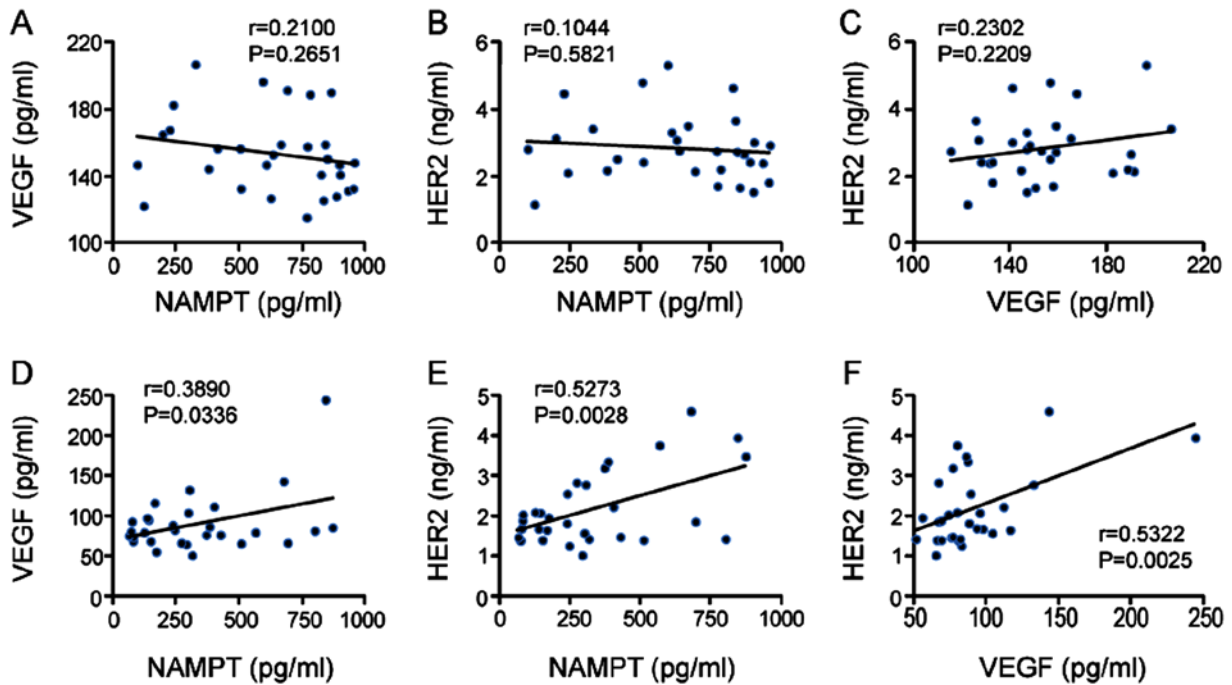 A
r=0.2100
P=0.2651
VEGF (pg/ml)
220
180
140
100
0 250 500 750 1000
NAMPT (pg/ml)
B
r=0.1044
P=0.5821
HER2 (ng/ml)
6
4
2
0
0 250 500 750 1000
NAMPT (pg/ml)
C
r=0.2302
P=0.2209
HER2 (ng/ml)
6
4
2
0
100 140 180 220
VEGF (pg/ml)
D
r=0.3890
P=0.0336
VEGF (pg/ml)
250
200
150
100
50
0
0 250 500 750 1000
NAMPT (pg/ml)
E
r=0.5273
P=0.0028
HER2 (ng/ml)
5
4
3
2
1
0
0 250 500 750 1000
NAMPT (pg/ml)
F
HER2 (ng/ml)
5
4
3
2
1
0
r=0.5322
P=0.0025
50 100 150 200 250
VEGF (pg/ml)